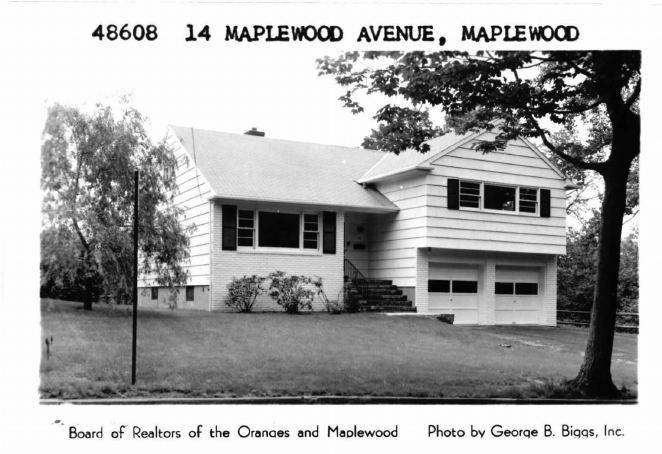 48608 14 MAPLEWOOD AVENUE, MAPLEWOOD
Board of Realtors of the Oranges and Maplewood Photo by George B. Biggs, Inc.